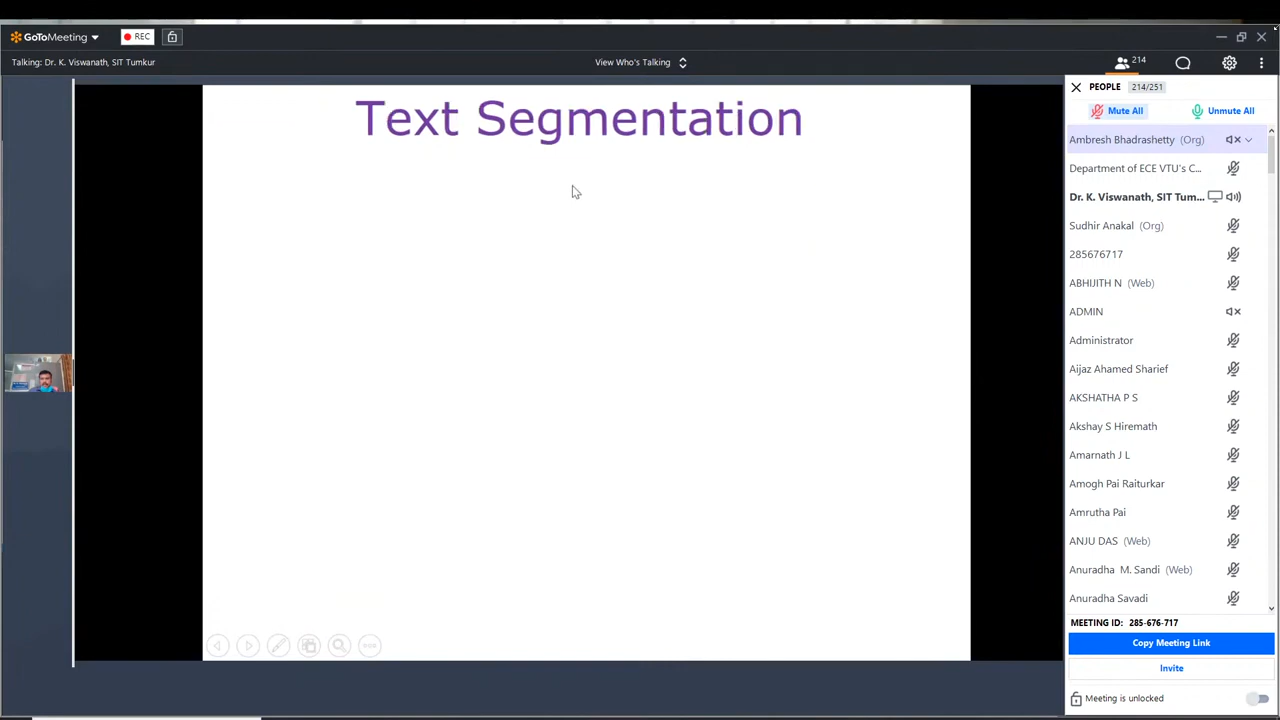 GoToMeeting
REC
Talking: Dr. K. Viswanath, SIT Tumkur
View Who's Talking
214
Text Segmentation
PEOPLE 214/251
Mute All
Unmute All
Ambresh Bhadrashetty (Org)
Department of ECE VTU's C...
Dr. K. Viswanath, SIT Tum...
Sudhir Anakal (Org)
285676717
ABHIJITH N (Web)
ADMIN
Administrator
Aijaz Ahamed Sharief
AKSHATHA P S
Akshay S Hiremath
Amarnath J L
Amogh Pai Raiturkar
Amrutha Pai
ANJU DAS (Web)
Anuradha M. Sandi (Web)
Anuradha Savadi
MEETING ID: 285-676-717
Copy Meeting Link
Invite
Meeting is unlocked